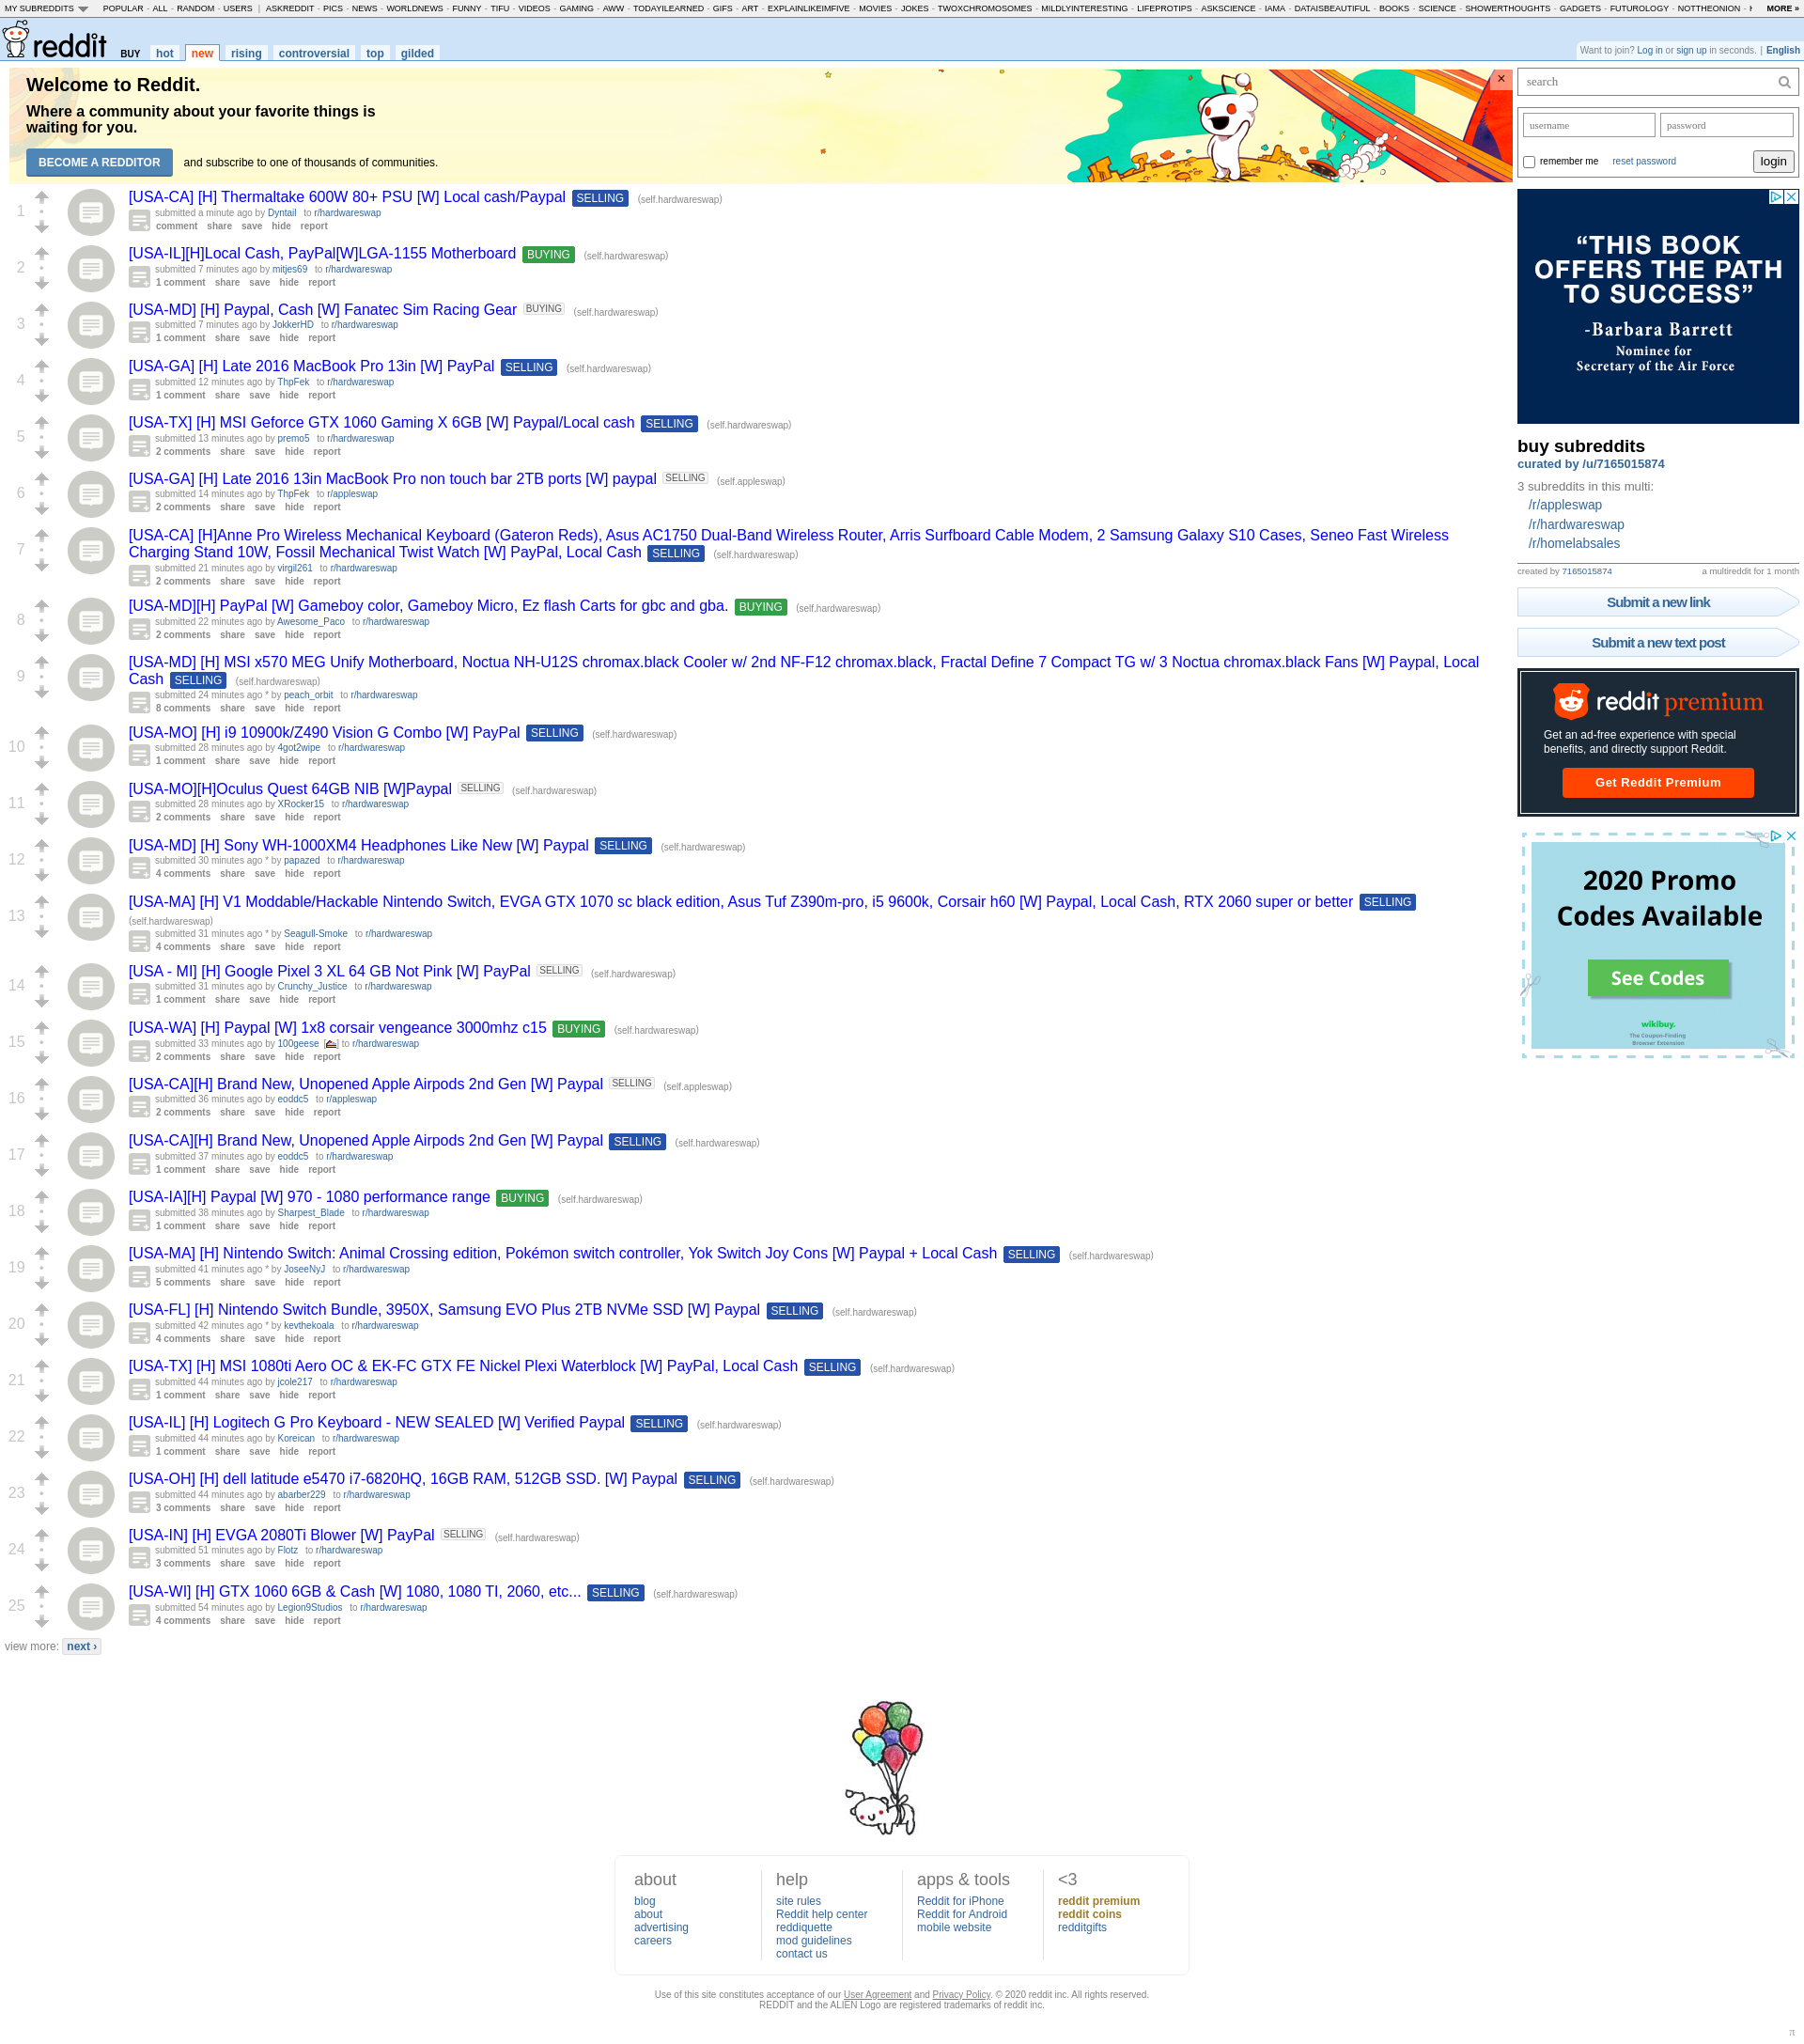 MY SUBREDDITS POPULAR - ALL - RANDOM - USERS | ASKREDDIT - PICS - NEWS - WORLDNEWS - FUNNY - TIFU - VIDEOS - GAMING - AWW - TODAYILEARNED - GIFS - ART - EXPLAINLIKEIMFIVE - MOVIES - JOKES - TWOXCHROMOSOMES - MILDLYINTERESTING - LIFEPROTIPS - ASKSCIENCE - IAMA - DATAISBEAUTIFUL - BOOKS - SCIENCE - SHOWERTHOUGHTS - GADGETS - FUTUROLOGY - NOTTHEONION - MORE »
reddit BUY hot new rising controversial top gilded
Want to join? Log in or sign up in seconds. | English
Welcome to Reddit.
Where a community about your favorite things is
waiting for you.
BECOME A REDDITOR and subscribe to one of thousands of communities.
1
[USA-CA] [H] Thermaltake 600W 80+ PSU [W] Local cash/Paypal SELLING (self.hardwareswap)
submitted a minute ago by Dyntail to r/hardwareswap
comment share save hide report
2
[USA-IL][H]Local Cash, PayPal[W]LGA-1155 Motherboard BUYING (self.hardwareswap)
submitted 7 minutes ago by mitjes69 to r/hardwareswap
1 comment share save hide report
3
[USA-MD] [H] Paypal, Cash [W] Fanatec Sim Racing Gear BUYING (self.hardwareswap)
submitted 7 minutes ago by JokkerHD to r/hardwareswap
1 comment share save hide report
4
[USA-GA] [H] Late 2016 MacBook Pro 13in [W] PayPal SELLING (self.hardwareswap)
submitted 12 minutes ago by ThpFek to r/hardwareswap
1 comment share save hide report
5
[USA-TX] [H] MSI Geforce GTX 1060 Gaming X 6GB [W] Paypal/Local cash SELLING (self.hardwareswap)
submitted 13 minutes ago by premo5 to r/hardwareswap
2 comments share save hide report
6
[USA-GA] [H] Late 2016 13in MacBook Pro non touch bar 2TB ports [W] paypal SELLING (self.appleswap)
submitted 14 minutes ago by ThpFek to r/appleswap
2 comments share save hide report
7
[USA-CA] [H]Anne Pro Wireless Mechanical Keyboard (Gateron Reds), Asus AC1750 Dual-Band Wireless Router, Arris Surfboard Cable Modem, 2 Samsung Galaxy S10 Cases, Seneo Fast Wireless
Charging Stand 10W, Fossil Mechanical Twist Watch [W] PayPal, Local Cash SELLING (self.hardwareswap)
submitted 21 minutes ago by virgil261 to r/hardwareswap
2 comments share save hide report
8
[USA-MD][H] PayPal [W] Gameboy color, Gameboy Micro, Ez flash Carts for gbc and gba. BUYING (self.hardwareswap)
submitted 22 minutes ago by Awesome_Paco to r/hardwareswap
2 comments share save hide report
9
[USA-MD] [H] MSI x570 MEG Unify Motherboard, Noctua NH-U12S chromax.black Cooler w/ 2nd NF-F12 chromax.black, Fractal Define 7 Compact TG w/ 3 Noctua chromax.black Fans [W] Paypal, Local
Cash SELLING (self.hardwareswap)
submitted 24 minutes ago * by peach_orbit to r/hardwareswap
8 comments share save hide report
10
[USA-MO] [H] i9 10900k/Z490 Vision G Combo [W] PayPal SELLING (self.hardwareswap)
submitted 28 minutes ago by 4got2wipe to r/hardwareswap
1 comment share save hide report
11
[USA-MO][H]Oculus Quest 64GB NIB [W]Paypal SELLING (self.hardwareswap)
submitted 28 minutes ago by XRocker15 to r/hardwareswap
2 comments share save hide report
12
[USA-MD] [H] Sony WH-1000XM4 Headphones Like New [W] Paypal SELLING (self.hardwareswap)
submitted 30 minutes ago * by papazed to r/hardwareswap
4 comments share save hide report
13
[USA-MA] [H] V1 Moddable/Hackable Nintendo Switch, EVGA GTX 1070 sc black edition, Asus Tuf Z390m-pro, i5 9600k, Corsair h60 [W] Paypal, Local Cash, RTX 2060 super or better SELLING
(self.hardwareswap)
submitted 31 minutes ago * by Seagull-Smoke to r/hardwareswap
4 comments share save hide report
14
[USA - MI] [H] Google Pixel 3 XL 64 GB Not Pink [W] PayPal SELLING (self.hardwareswap)
submitted 31 minutes ago by Crunchy_Justice to r/hardwareswap
1 comment share save hide report
15
[USA-WA] [H] Paypal [W] 1x8 corsair vengeance 3000mhz c15 BUYING (self.hardwareswap)
submitted 33 minutes ago by 100geese [] to r/hardwareswap
2 comments share save hide report
16
[USA-CA][H] Brand New, Unopened Apple Airpods 2nd Gen [W] Paypal SELLING (self.appleswap)
submitted 36 minutes ago by eoddc5 to r/appleswap
2 comments share save hide report
17
[USA-CA][H] Brand New, Unopened Apple Airpods 2nd Gen [W] Paypal SELLING (self.hardwareswap)
submitted 37 minutes ago by eoddc5 to r/hardwareswap
1 comment share save hide report
18
[USA-IA][H] Paypal [W] 970 - 1080 performance range BUYING (self.hardwareswap)
submitted 38 minutes ago by Sharpest_Blade to r/hardwareswap
1 comment share save hide report
19
[USA-MA] [H] Nintendo Switch: Animal Crossing edition, Pokémon switch controller, Yok Switch Joy Cons [W] Paypal + Local Cash SELLING (self.hardwareswap)
submitted 41 minutes ago * by JoseeNyJ to r/hardwareswap
5 comments share save hide report
20
[USA-FL] [H] Nintendo Switch Bundle, 3950X, Samsung EVO Plus 2TB NVMe SSD [W] Paypal SELLING (self.hardwareswap)
submitted 42 minutes ago * by kevthekoala to r/hardwareswap
4 comments share save hide report
21
[USA-TX] [H] MSI 1080ti Aero OC & EK-FC GTX FE Nickel Plexi Waterblock [W] PayPal, Local Cash SELLING (self.hardwareswap)
submitted 44 minutes ago by jcole217 to r/hardwareswap
1 comment share save hide report
22
[USA-IL] [H] Logitech G Pro Keyboard - NEW SEALED [W] Verified Paypal SELLING (self.hardwareswap)
submitted 44 minutes ago by Koreican to r/hardwareswap
1 comment share save hide report
23
[USA-OH] [H] dell latitude e5470 i7-6820HQ, 16GB RAM, 512GB SSD. [W] Paypal SELLING (self.hardwareswap)
submitted 44 minutes ago by abarber229 to r/hardwareswap
3 comments share save hide report
24
[USA-IN] [H] EVGA 2080Ti Blower [W] PayPal SELLING (self.hardwareswap)
submitted 51 minutes ago by Flotz to r/hardwareswap
3 comments share save hide report
25
[USA-WI] [H] GTX 1060 6GB & Cash [W] 1080, 1080 TI, 2060, etc... SELLING (self.hardwareswap)
submitted 54 minutes ago by Legion9Studios to r/hardwareswap
4 comments share save hide report
view more: next ›
search
username password
remember me reset password login
“THIS BOOK
OFFERS THE PATH
TO SUCCESS”
-Barbara Barrett
Nominee for
Secretary of the Air Force
buy subreddits
curated by /u/7165015874
3 subreddits in this multi:
/r/appleswap
/r/hardwareswap
/r/homelabsales
created by 7165015874 a multireddit for 1 month
Submit a new link
Submit a new text post
reddit premium
Get an ad-free experience with special
benefits, and directly support Reddit.
Get Reddit Premium
2020 Promo
Codes Available
See Codes
wikibuy.
The Coupon-Finding
Browser Extension
about
blog
about
advertising
careers
help
site rules
Reddit help center
reddiquette
mod guidelines
contact us
apps & tools
Reddit for iPhone
Reddit for Android
mobile website
<3
reddit premium
reddit coins
redditgifts
Use of this site constitutes acceptance of our User Agreement and Privacy Policy. © 2020 reddit inc. All rights reserved.
REDDIT and the ALIEN Logo are registered trademarks of reddit inc.
π